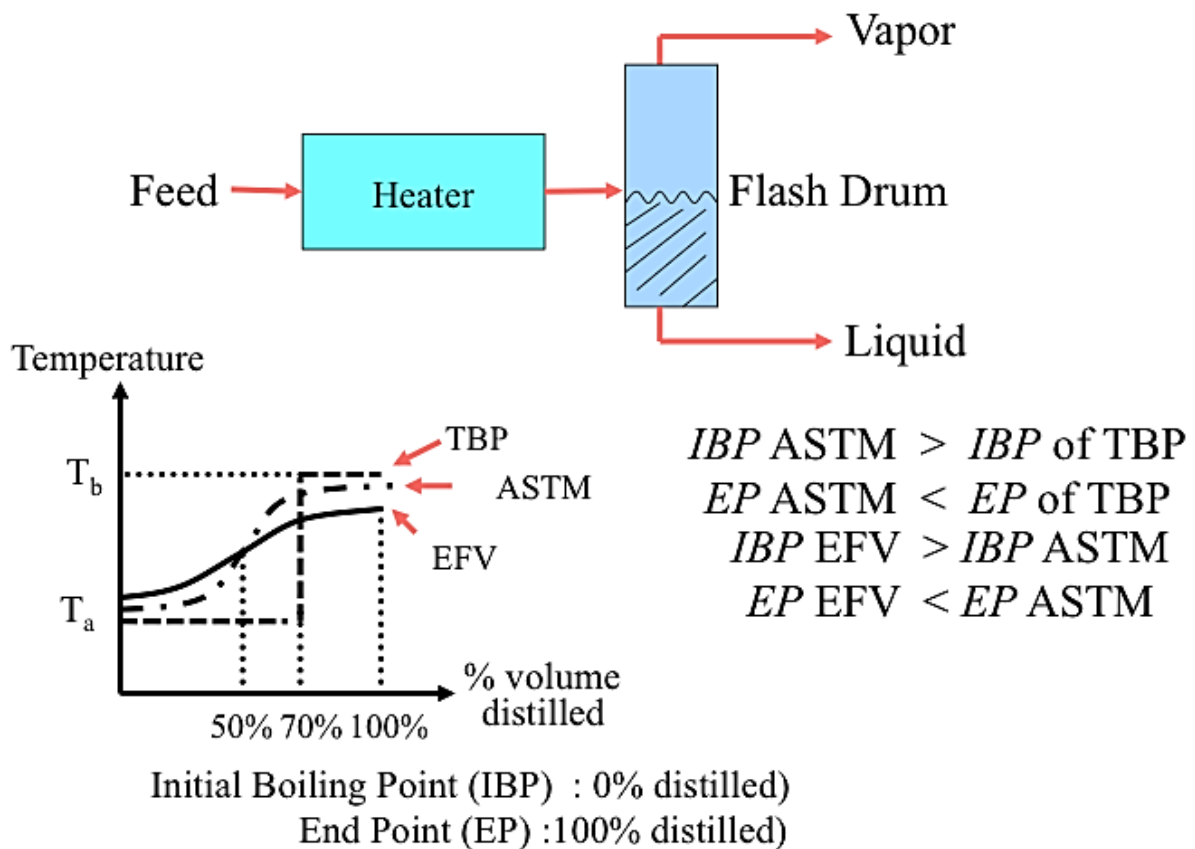 Vapor
Feed
Heater
Flash Drum
Liquid
Temperature
TBP
T_b
ASTM
EFV
T_a
% volume
distilled
50% 70% 100%
IBP ASTM > IBP of TBP
EP ASTM < EP of TBP
IBP EFV > IBP ASTM
EP EFV < EP ASTM
Initial Boiling Point (IBP) : 0% distilled)
End Point (EP) :100% distilled)